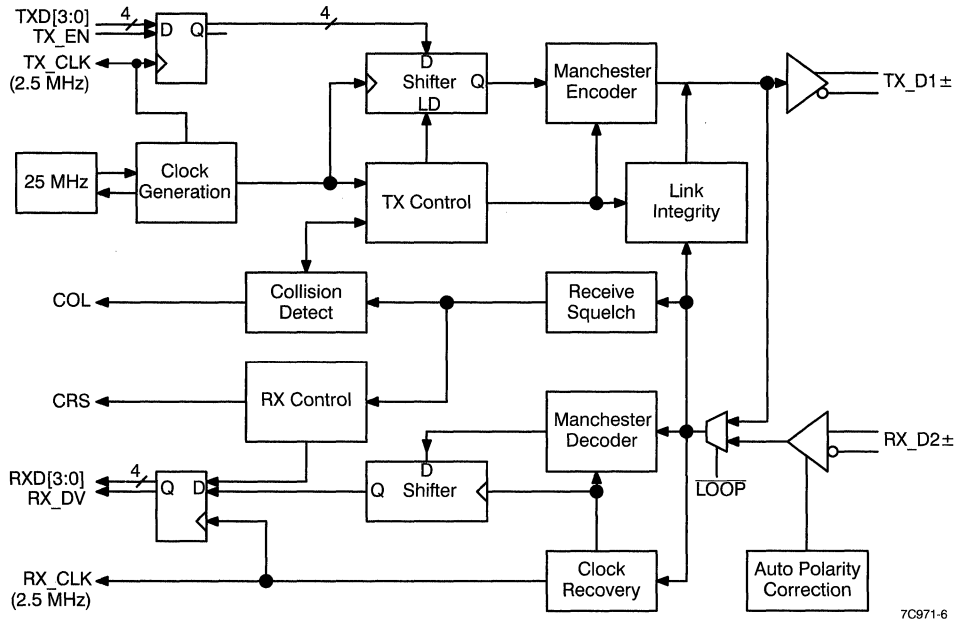 TXD[3:0]
4
TX_EN
D Q
4
TX_CLK
(2.5 MHz)
D
Shifter
Q
LD
Manchester
Encoder
TX_D1±
25 MHz
Clock
Generation
TX Control
Link
Integrity
COL
Collision
Detect
Receive
Squelch
CRS
RX Control
Manchester
Decoder
RX_D2±
RXD[3:0]
4
RX_DV
Q D
D
Q Shifter
LOOP
RX_CLK
(2.5 MHz)
Clock
Recovery
Auto Polarity
Correction
7C971-6